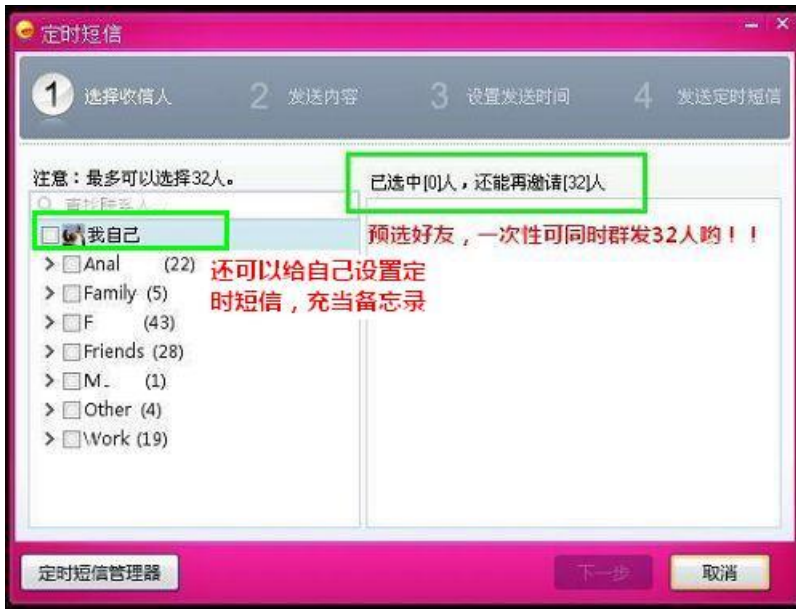 定时短信
1 选择收信人 2 发送内容 3 设置发送时间 4 发送定时短信
注意：最多可以选择32人。
已选中[0]人，还能再邀请[32]人
查找联系人
我自己
预选好友，一次性可同时群发32人哟！！
Anal (22)
还可以给自己设置定
时短信，充当备忘录
Family (5)
F (43)
Friends (28)
M. (1)
Other (4)
Work (19)
定时短信管理器
下一步
取消